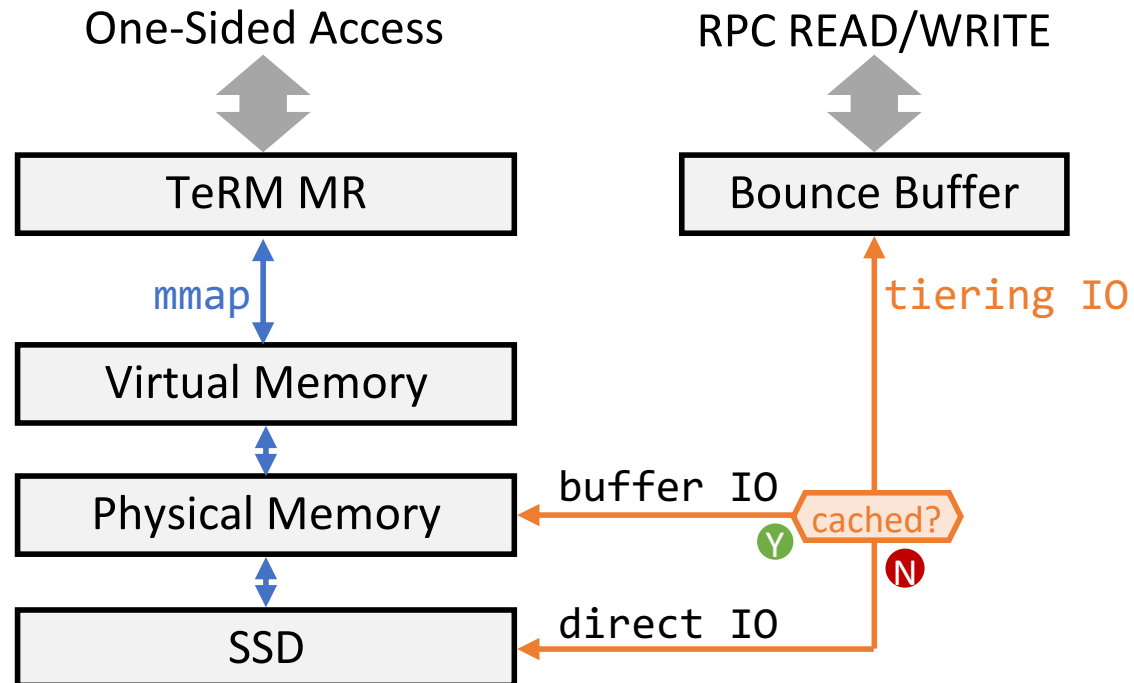 One-Sided Access
RPC READ/WRITE
TeRM MR
Bounce Buffer
mmap
tiering IO
Virtual Memory
buffer IO
Physical Memory
cached?
Y
N
direct IO
SSD